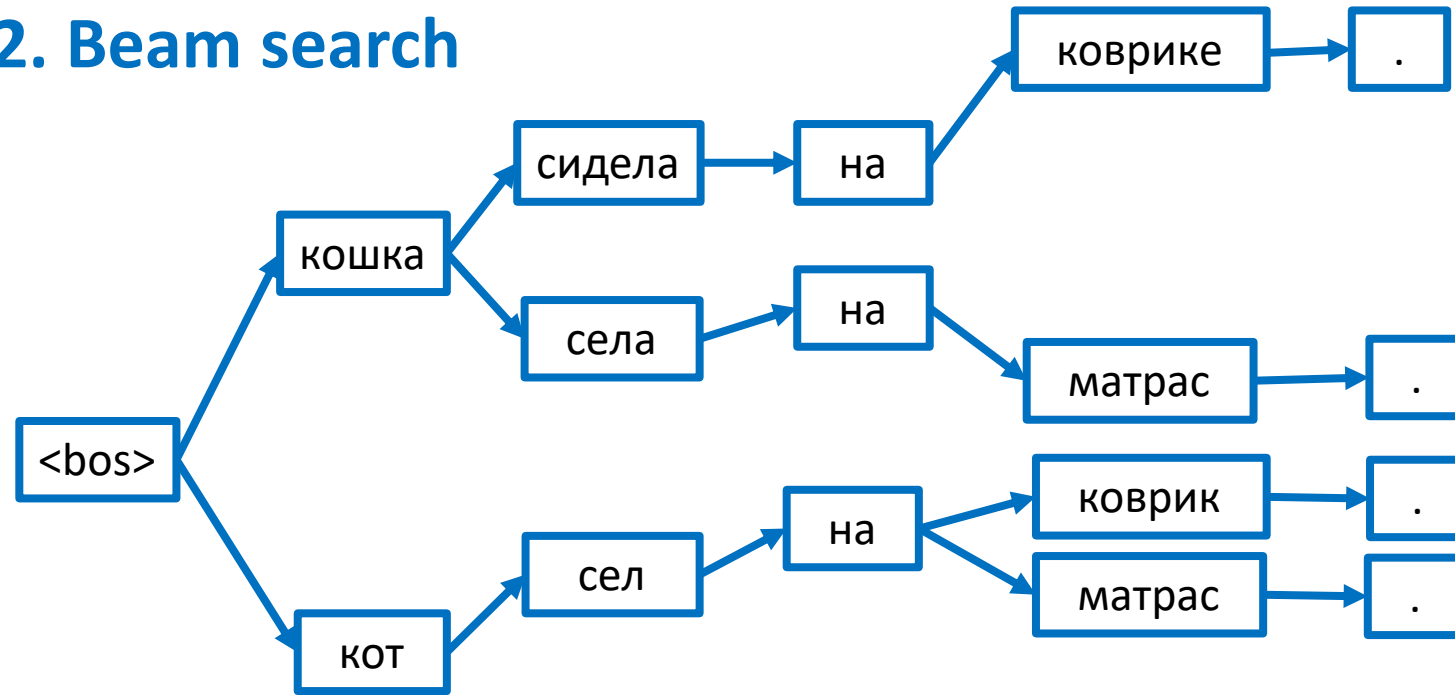 2. Beam search
коврике
.
сидела
на
кошка
села
на
матрас
.
<bos>
коврик
.
сел
на
матрас
.
кот